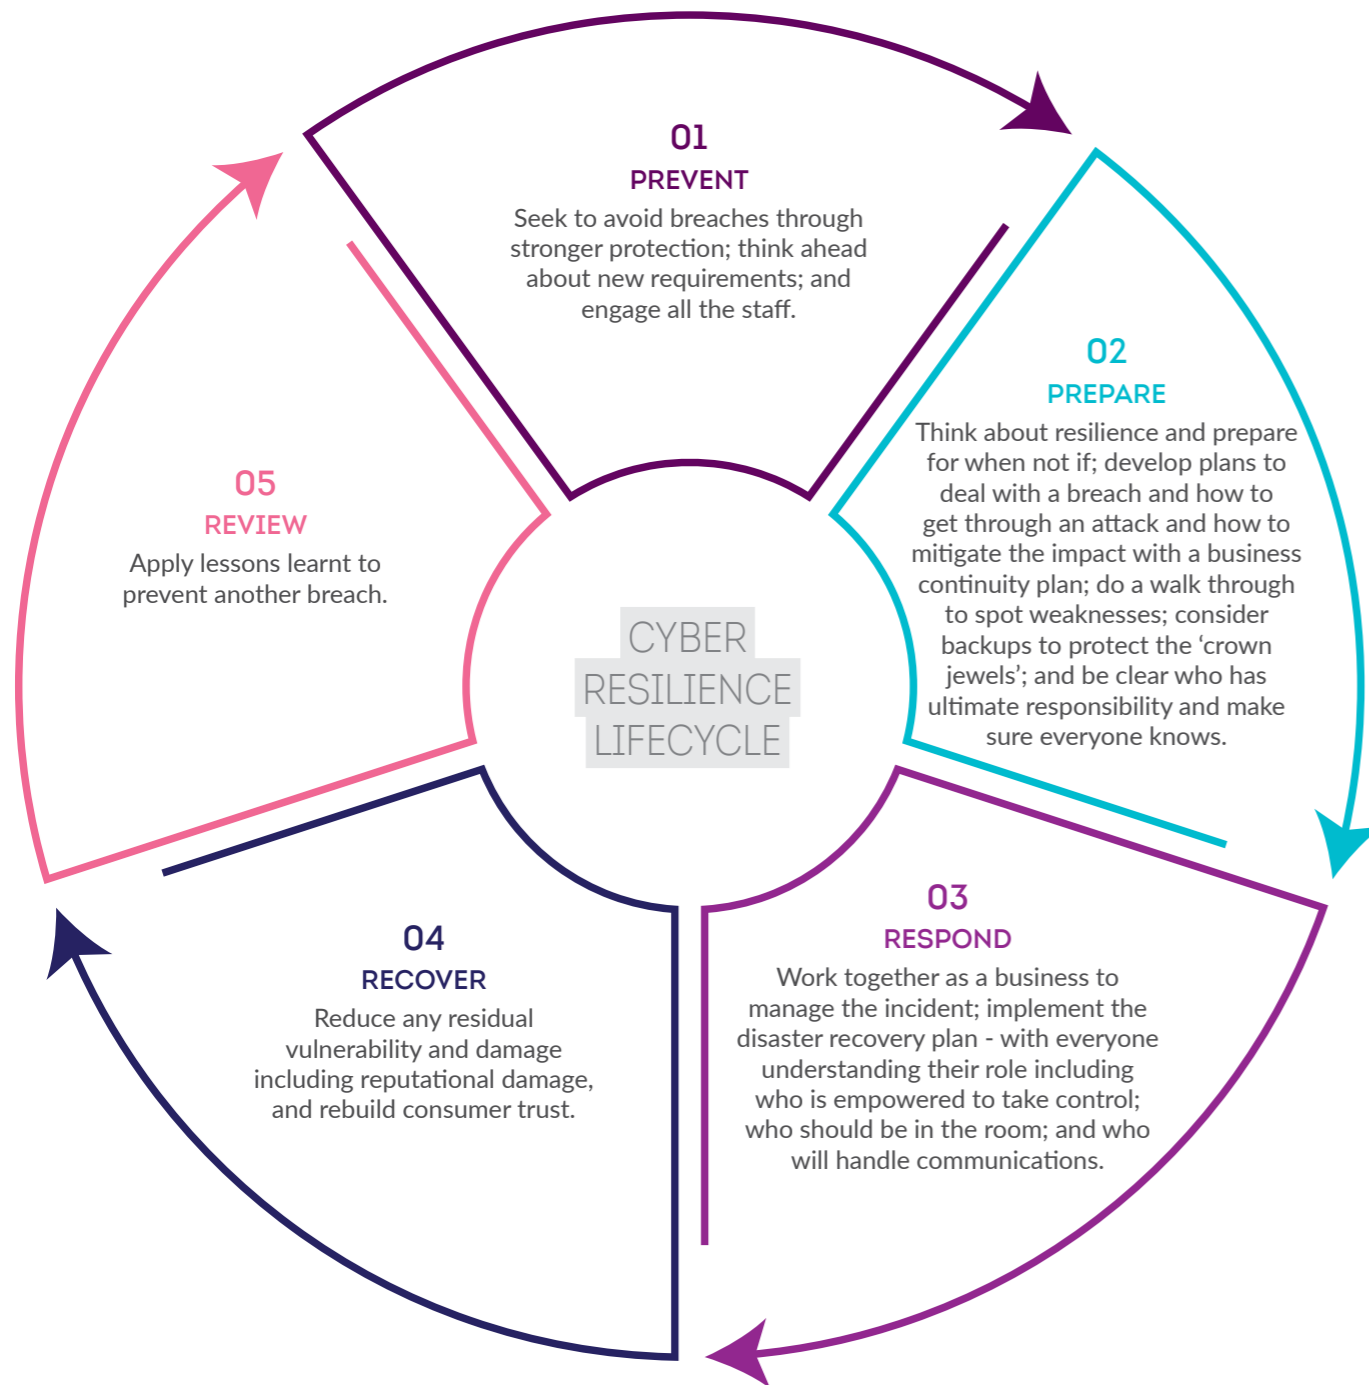 01
PREVENT
Seek to avoid breaches through
stronger protection; think ahead
about new requirements; and
engage all the staff.
02
PREPARE
Think about resilience and prepare
for when not if; develop plans to
deal with a breach and how to
get through an attack and how to
mitigate the impact with a business
continuity plan; do a walk through
to spot weaknesses; consider
backups to protect the ‘crown
jewels’; and be clear who has
ultimate responsibility and make
sure everyone knows.
03
RESPOND
Work together as a business to
manage the incident; implement the
disaster recovery plan - with everyone
understanding their role including
who is empowered to take control;
who should be in the room; and who
will handle communications.
04
RECOVER
Reduce any residual
vulnerability and damage
including reputational damage,
and rebuild consumer trust.
05
REVIEW
Apply lessons learnt to
prevent another breach.
CYBER
RESILIENCE
LIFECYCLE